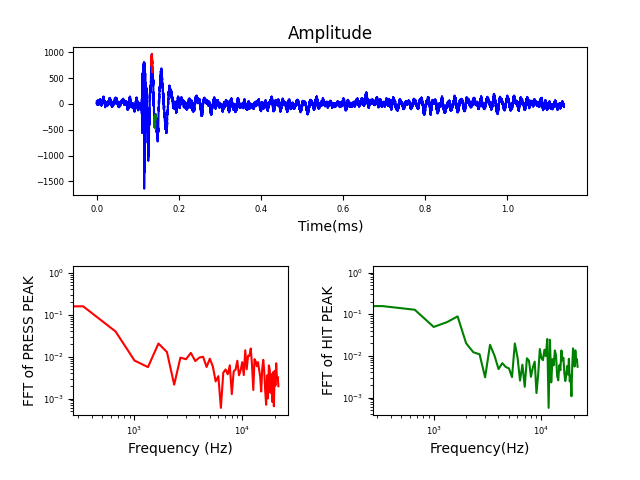 Amplitude
1000
500
0
−500
−1000
−1500
0.0 0.2 0.4 0.6 0.8 1.0
Time(ms)
FFT of PRESS PEAK
10⁰
10⁻¹
10⁻²
10⁻³
10³ 10⁴
Frequency (Hz)
FFT of HIT PEAK
10⁰
10⁻¹
10⁻²
10⁻³
10³ 10⁴
Frequency(Hz)